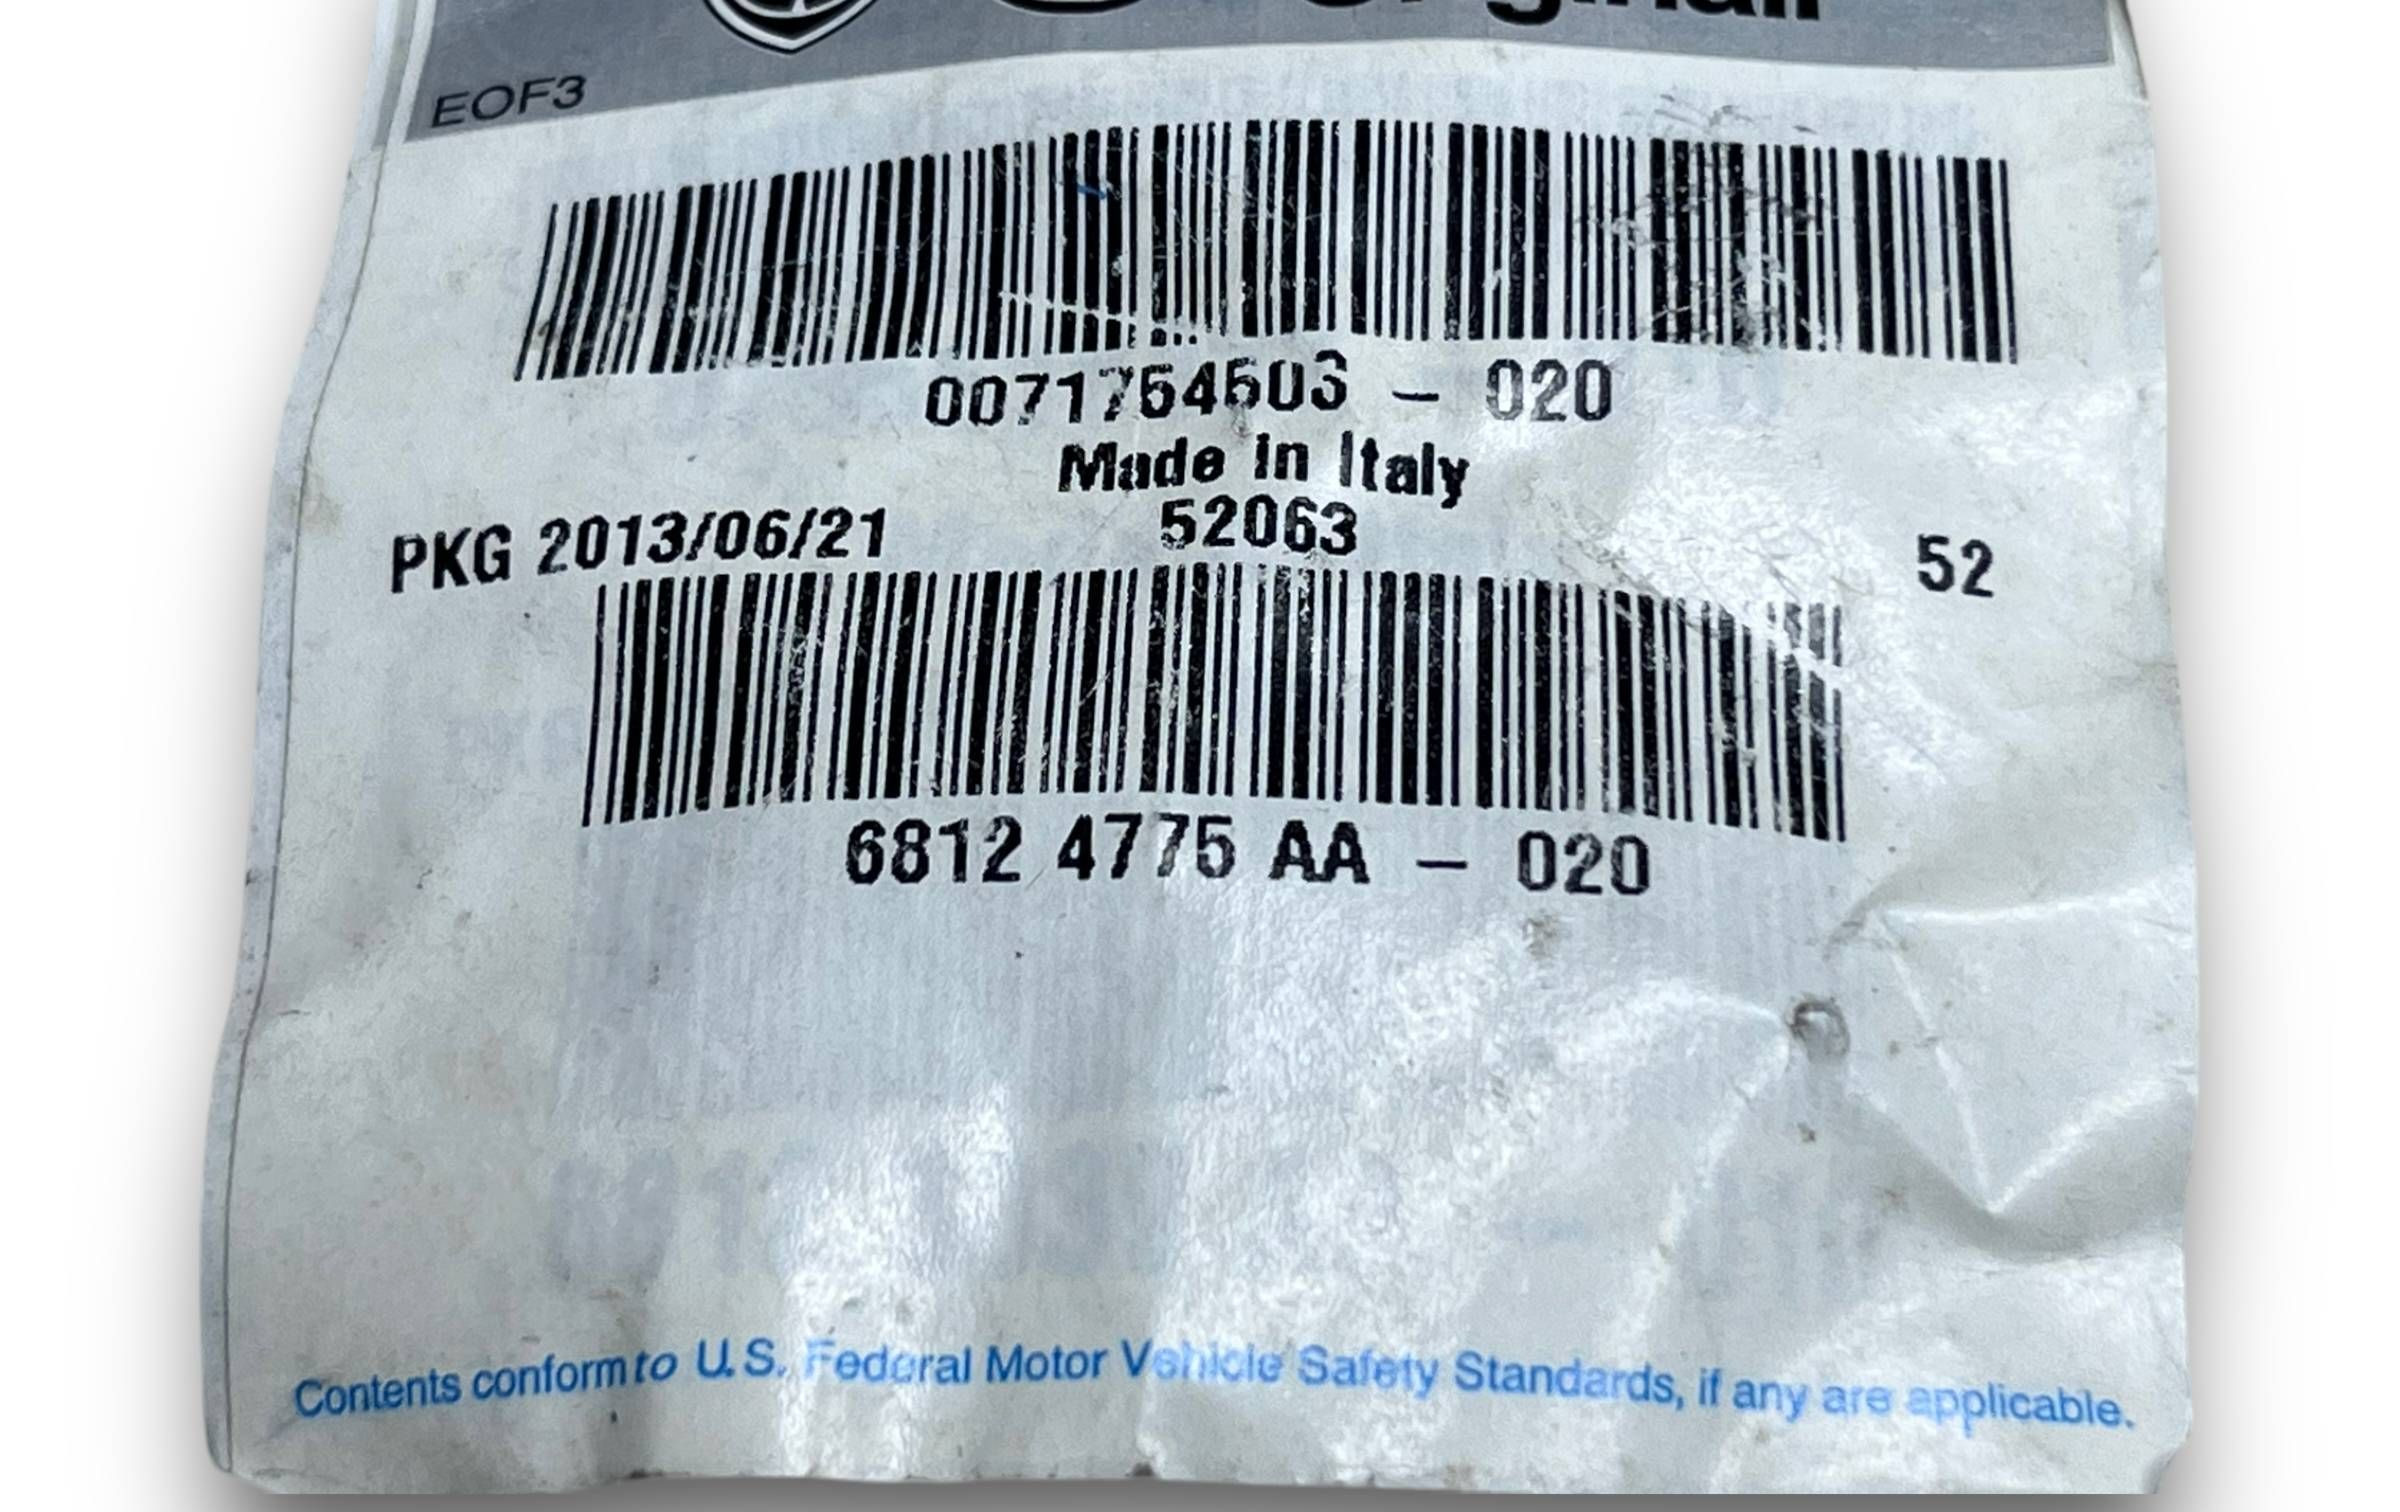 EOF3
0071754503 – 020
Made in Italy
PKG 2013/06/21 52063 52
6812 4775 AA – 020
Contents conform to U.S. Federal Motor Vehicle Safety Standards, if any are applicable.